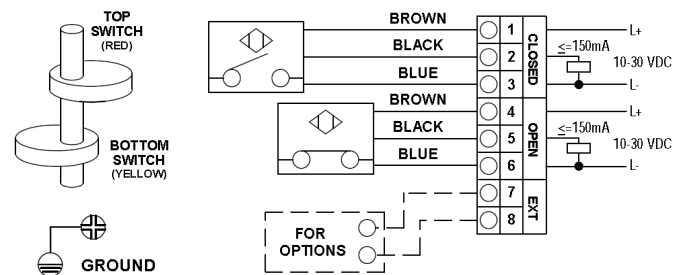 TOP
SWITCH
(RED)
BOTTOM
SWITCH
(YELLOW)
GROUND
BROWN
BLACK
BLUE
BROWN
BLACK
BLUE
FOR
OPTIONS
1
2
3
4
5
6
7
8
CLOSED
OPEN
EXT
L+
<=150mA
10-30 VDC
L-
L+
<=150mA
10-30 VDC
L-